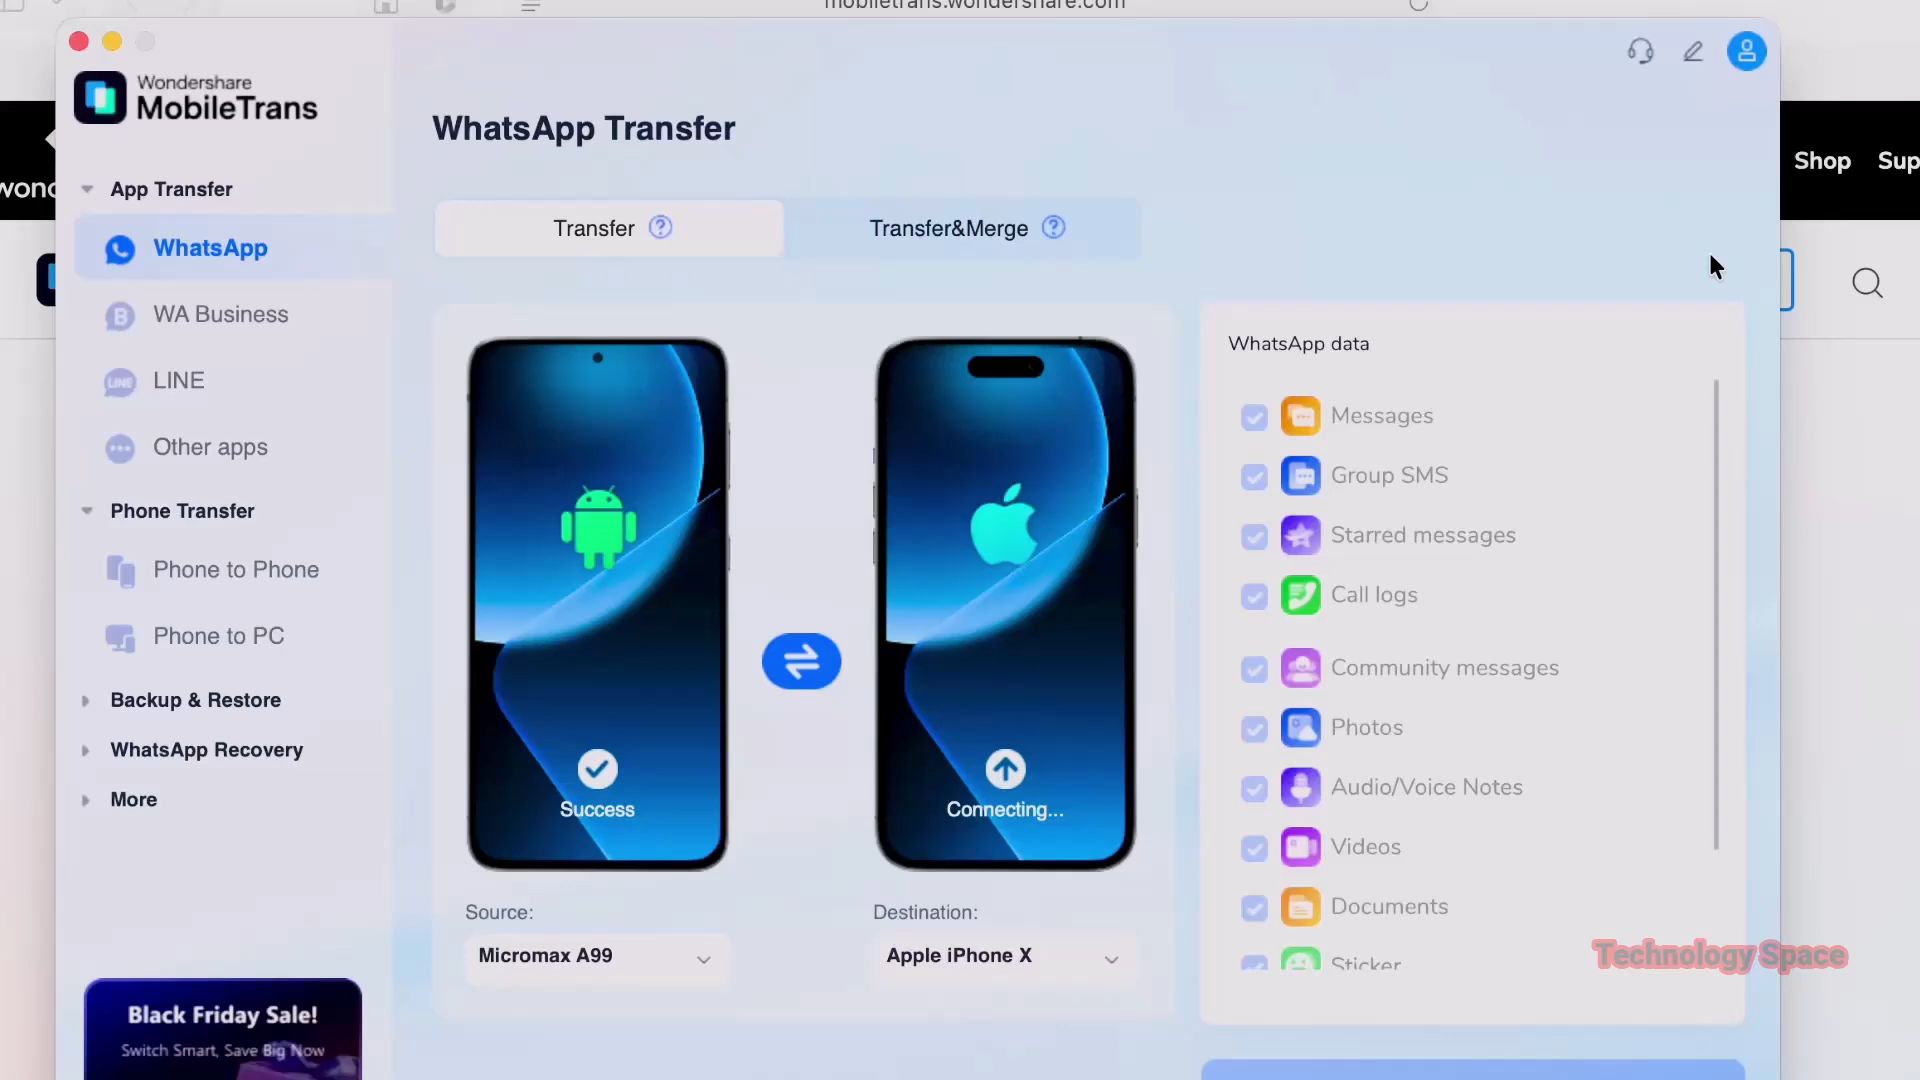 mobiletrans.wondershare.com
Wondershare
MobileTrans
WhatsApp Transfer
Shop
App Transfer
Transfer
Transfer&Merge
WhatsApp
WA Business
LINE
LINE
Other apps
Phone Transfer
Phone to Phone
Phone to PC
Backup & Restore
WhatsApp Recovery
More
Success
Connecting...
Source:
Destination:
Micromax A99
Apple iPhone X
WhatsApp data
Messages
Group SMS
Starred messages
Call logs
Community messages
Photos
Audio/Voice Notes
Videos
Documents
Sticker
Technology Space
Black Friday Sale!
Switch Smart, Save Big Now